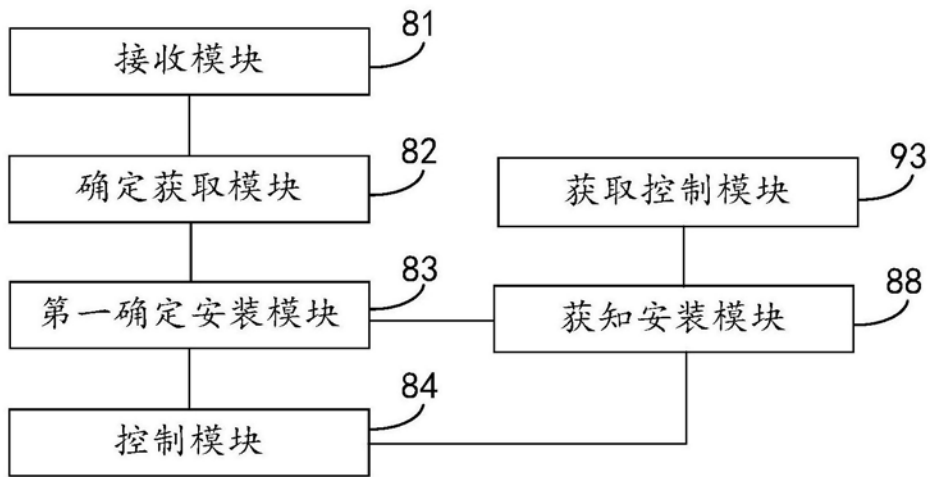 81
接收模块
82
确定获取模块
93
获取控制模块
83
第一确定安装模块
88
获知安装模块
84
控制模块